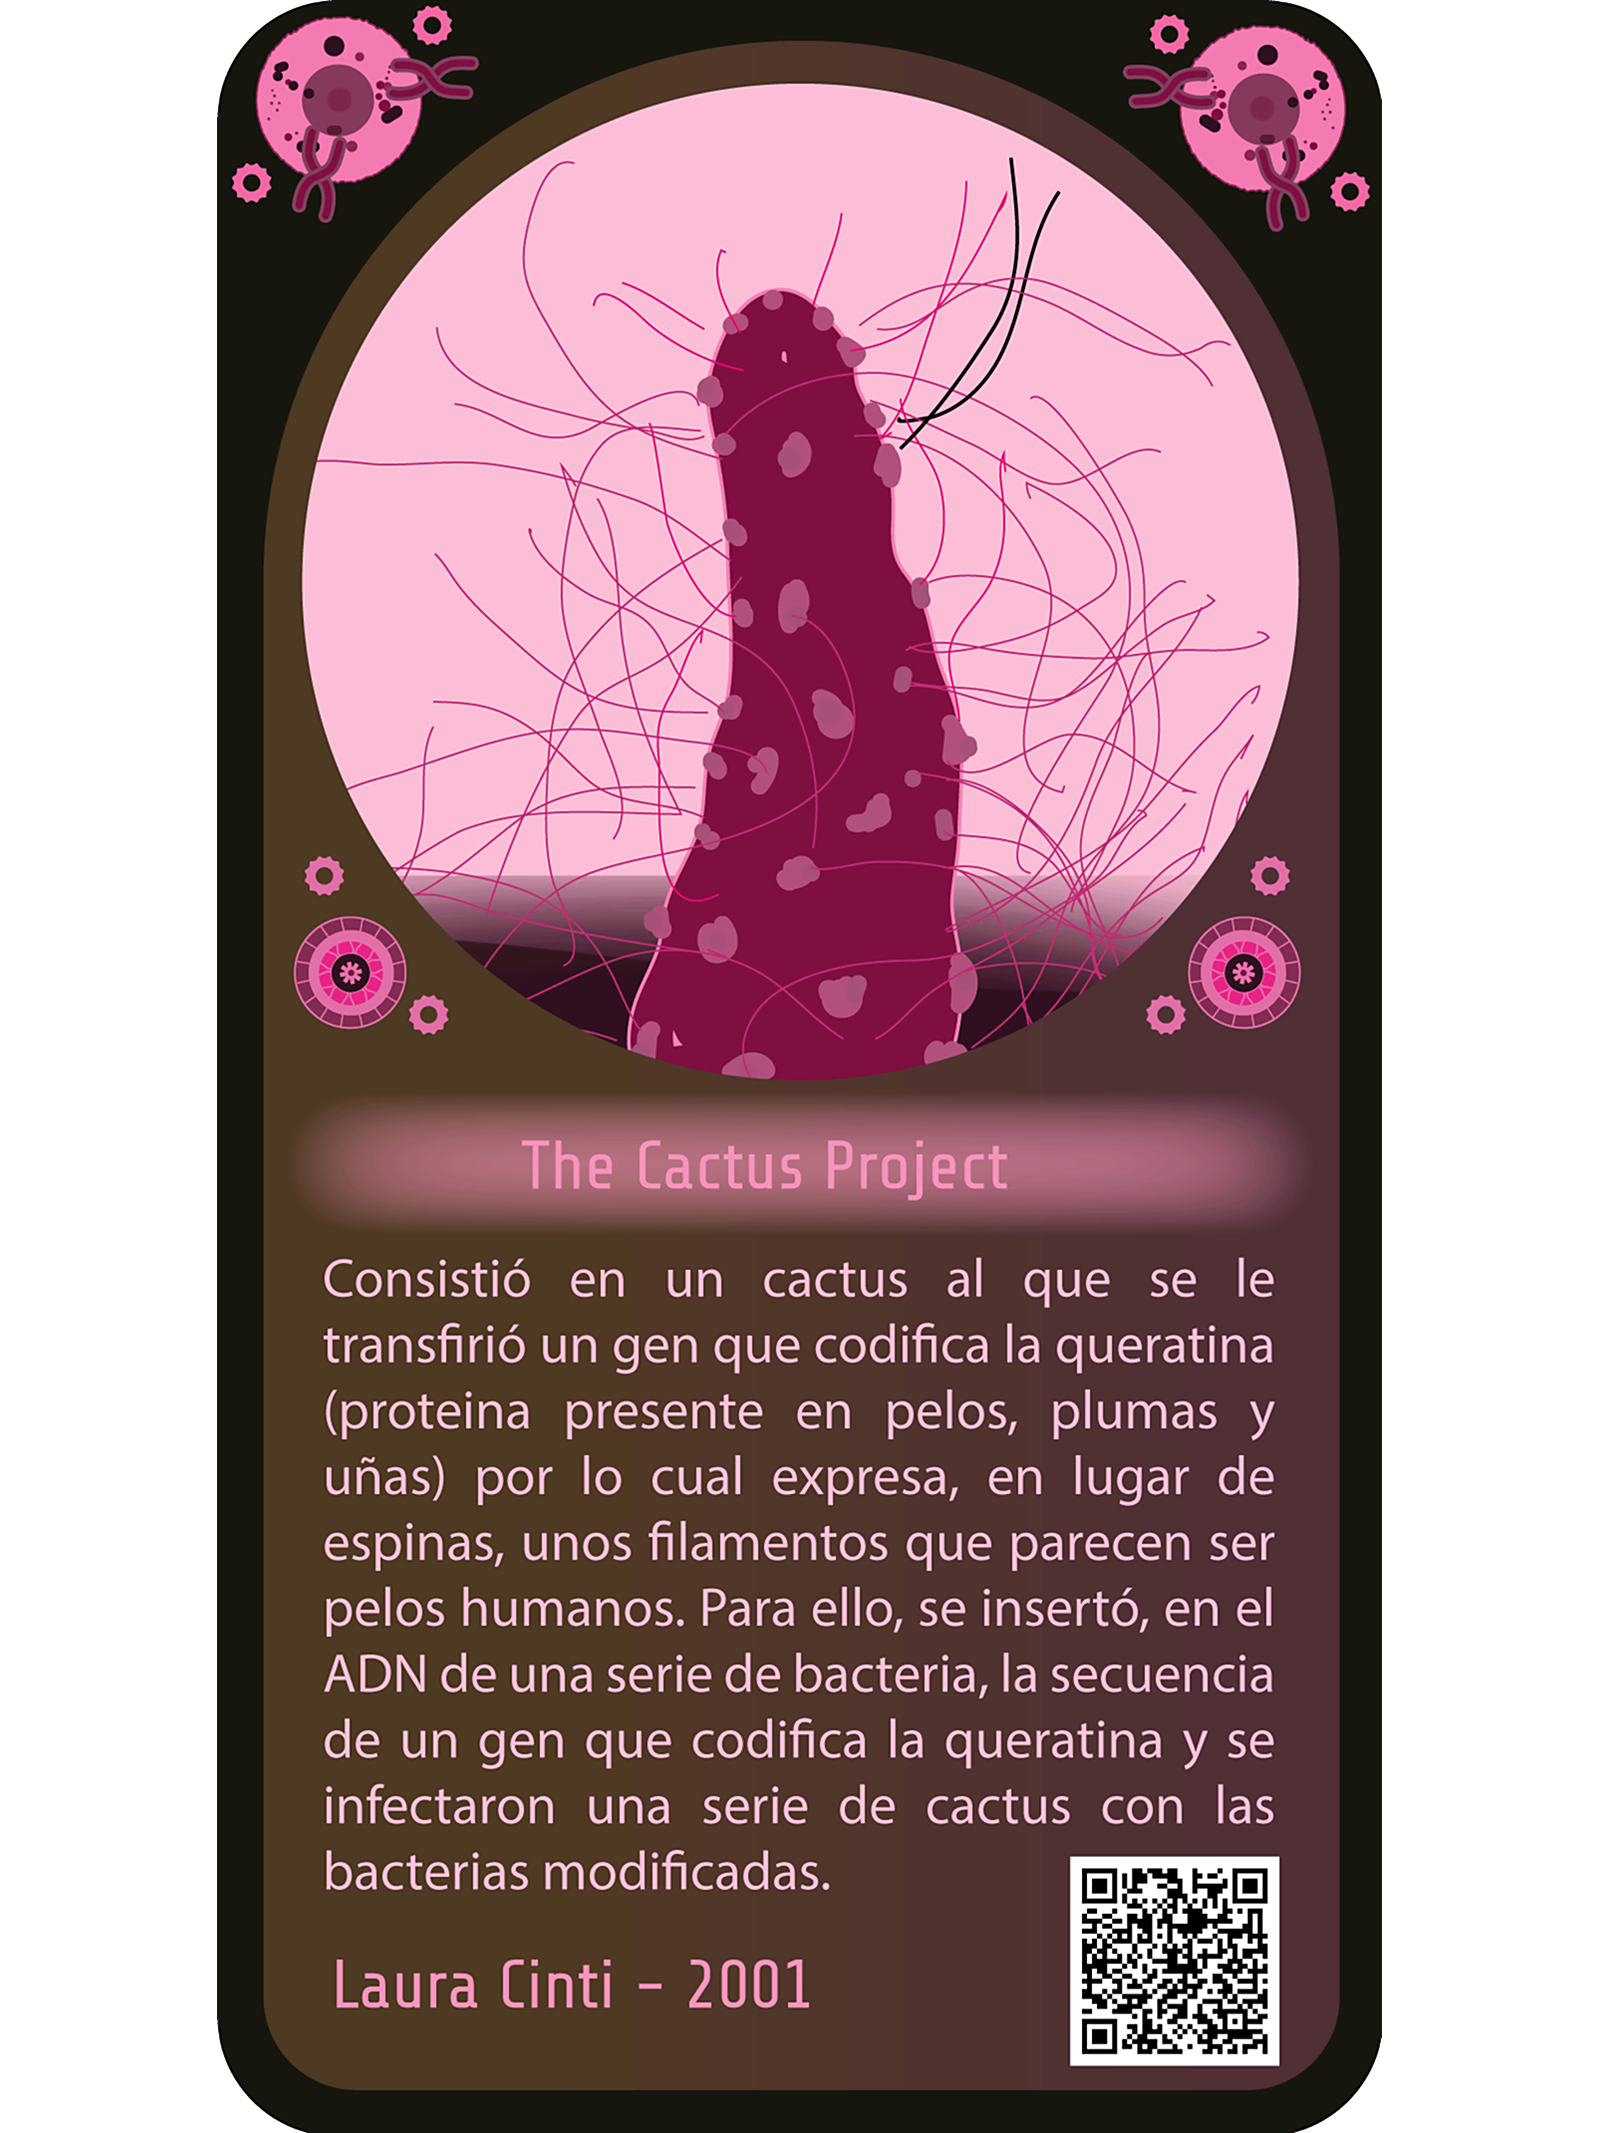 The Cactus Project
Consistió en un cactus al que se le
transfirió un gen que codifica la queratina
(proteina presente en pelos, plumas y
uñas) por lo cual expresa, en lugar de
espinas, unos filamentos que parecen ser
pelos humanos. Para ello, se insertó, en el
ADN de una serie de bacteria, la secuencia
de un gen que codifica la queratina y se
infectaron una serie de cactus con las
bacterias modificadas.
Laura Cinti - 2001